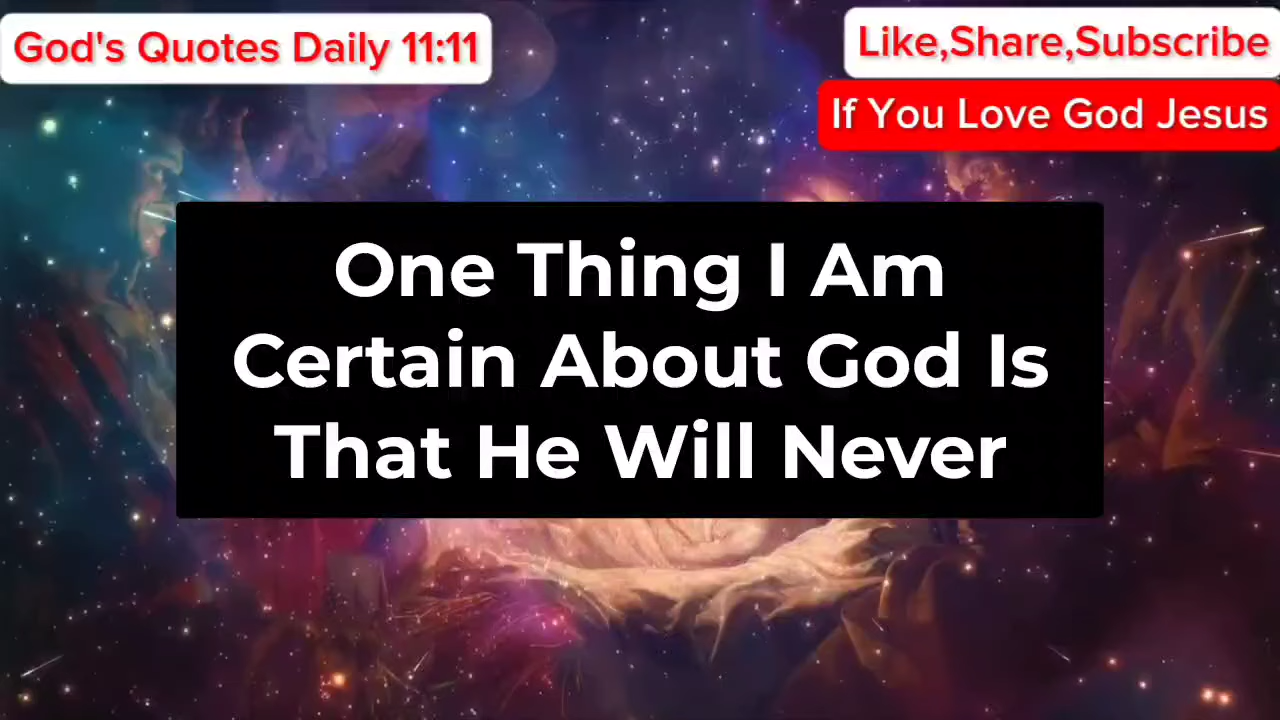 God's Quotes Daily 11:11
Like,Share,Subscribe
If You Love God Jesus
One Thing I Am
Certain About God Is
That He Will Never